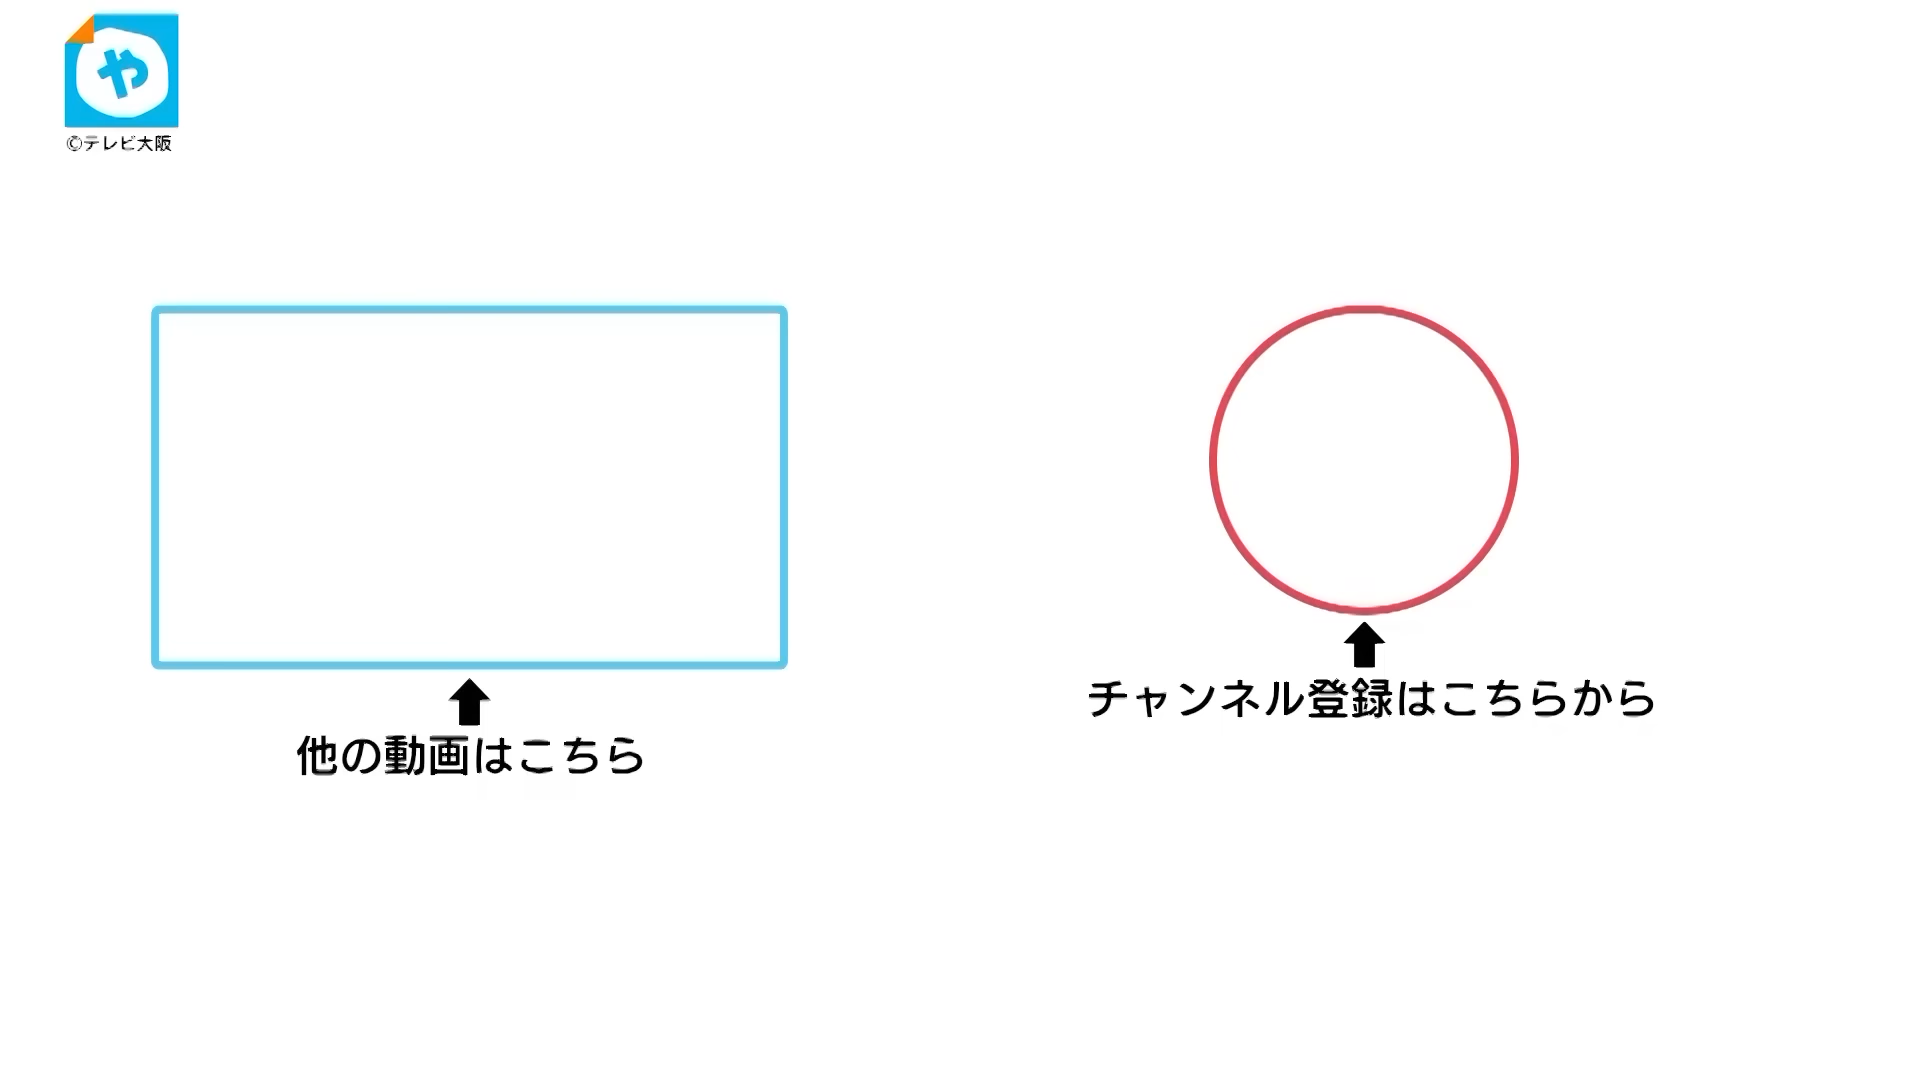 や
©テレビ大阪
他の動画はこちら
チャンネル登録はこちらから